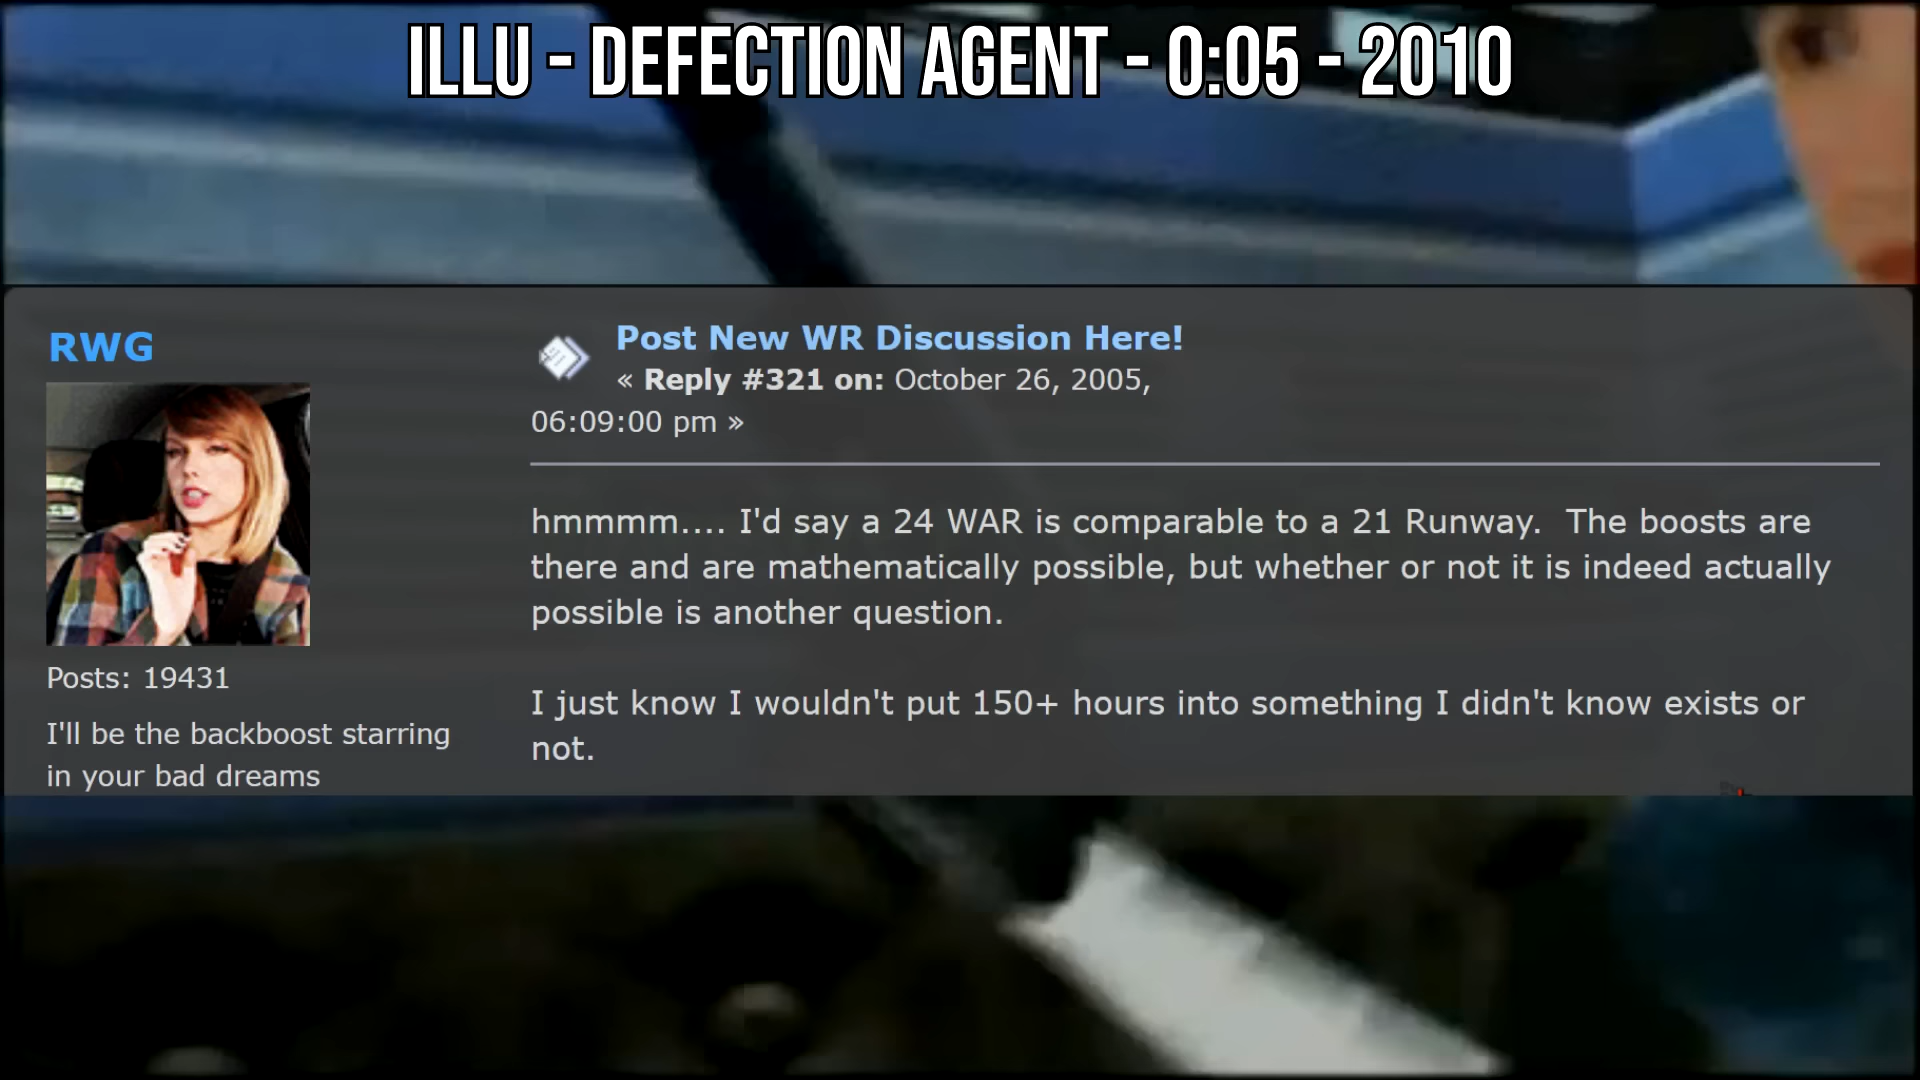 ILLU - DEFECTION AGENT - 0:05 - 2010
RWG
Post New WR Discussion Here!
« Reply #321 on: October 26, 2005,
06:09:00 pm »
hmmmm.... I'd say a 24 WAR is comparable to a 21 Runway.  The boosts are
there and are mathematically possible, but whether or not it is indeed actually
possible is another question.
I just know I wouldn't put 150+ hours into something I didn't know exists or
not.
Posts: 19431
I'll be the backboost starring
in your bad dreams